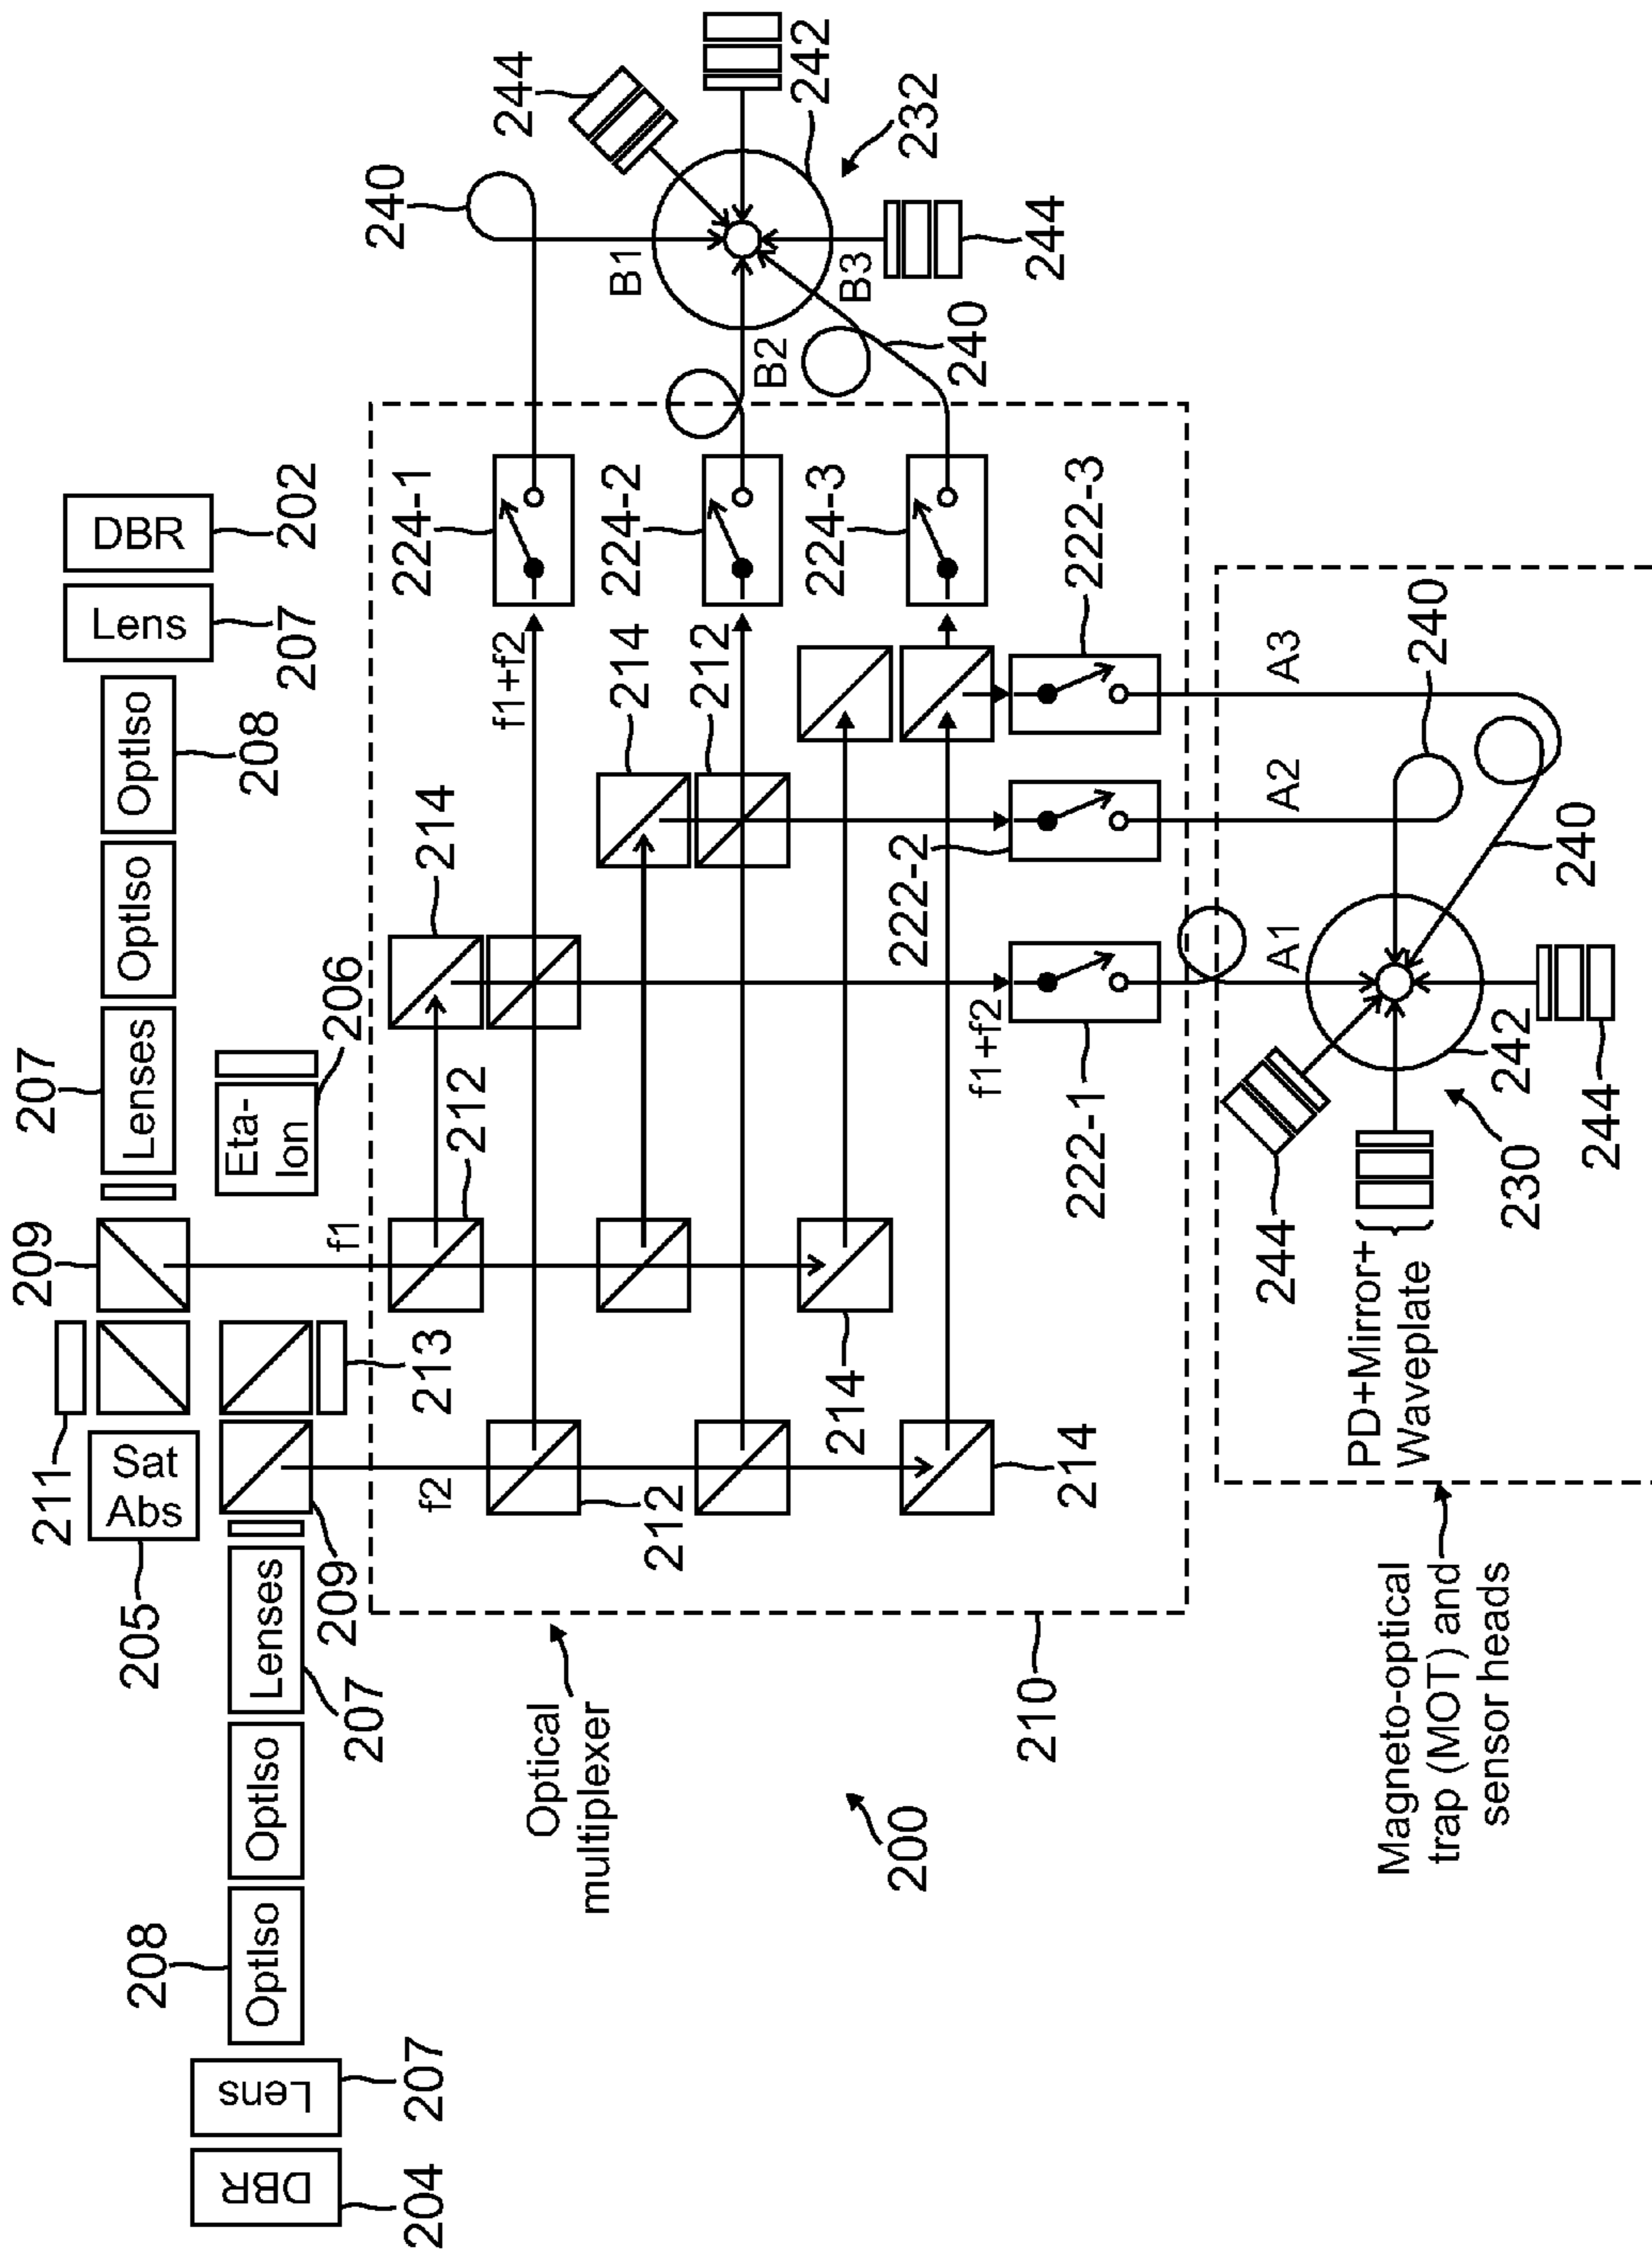 DBR
202
Lens
207
OptIso
208
OptIso
Lenses
207
209
211
Sat
Abs
205
Eta-
lon
206
213
209
Lenses
207
OptIso
OptIso
208
Lens
207
DBR
204
f1
f2
212
214
214
212
212
214
214
f1+f2
f1+f2
224-1
224-2
224-3
222-1
222-2
222-3
210
Optical
multiplexer
200
240
B1
B2
B3
240
244
242
242
232
244
A1
A2
A3
240
240
242
244
244
230
PD+Mirror+
Waveplate
{
Magneto-optical
trap (MOT) and
sensor heads